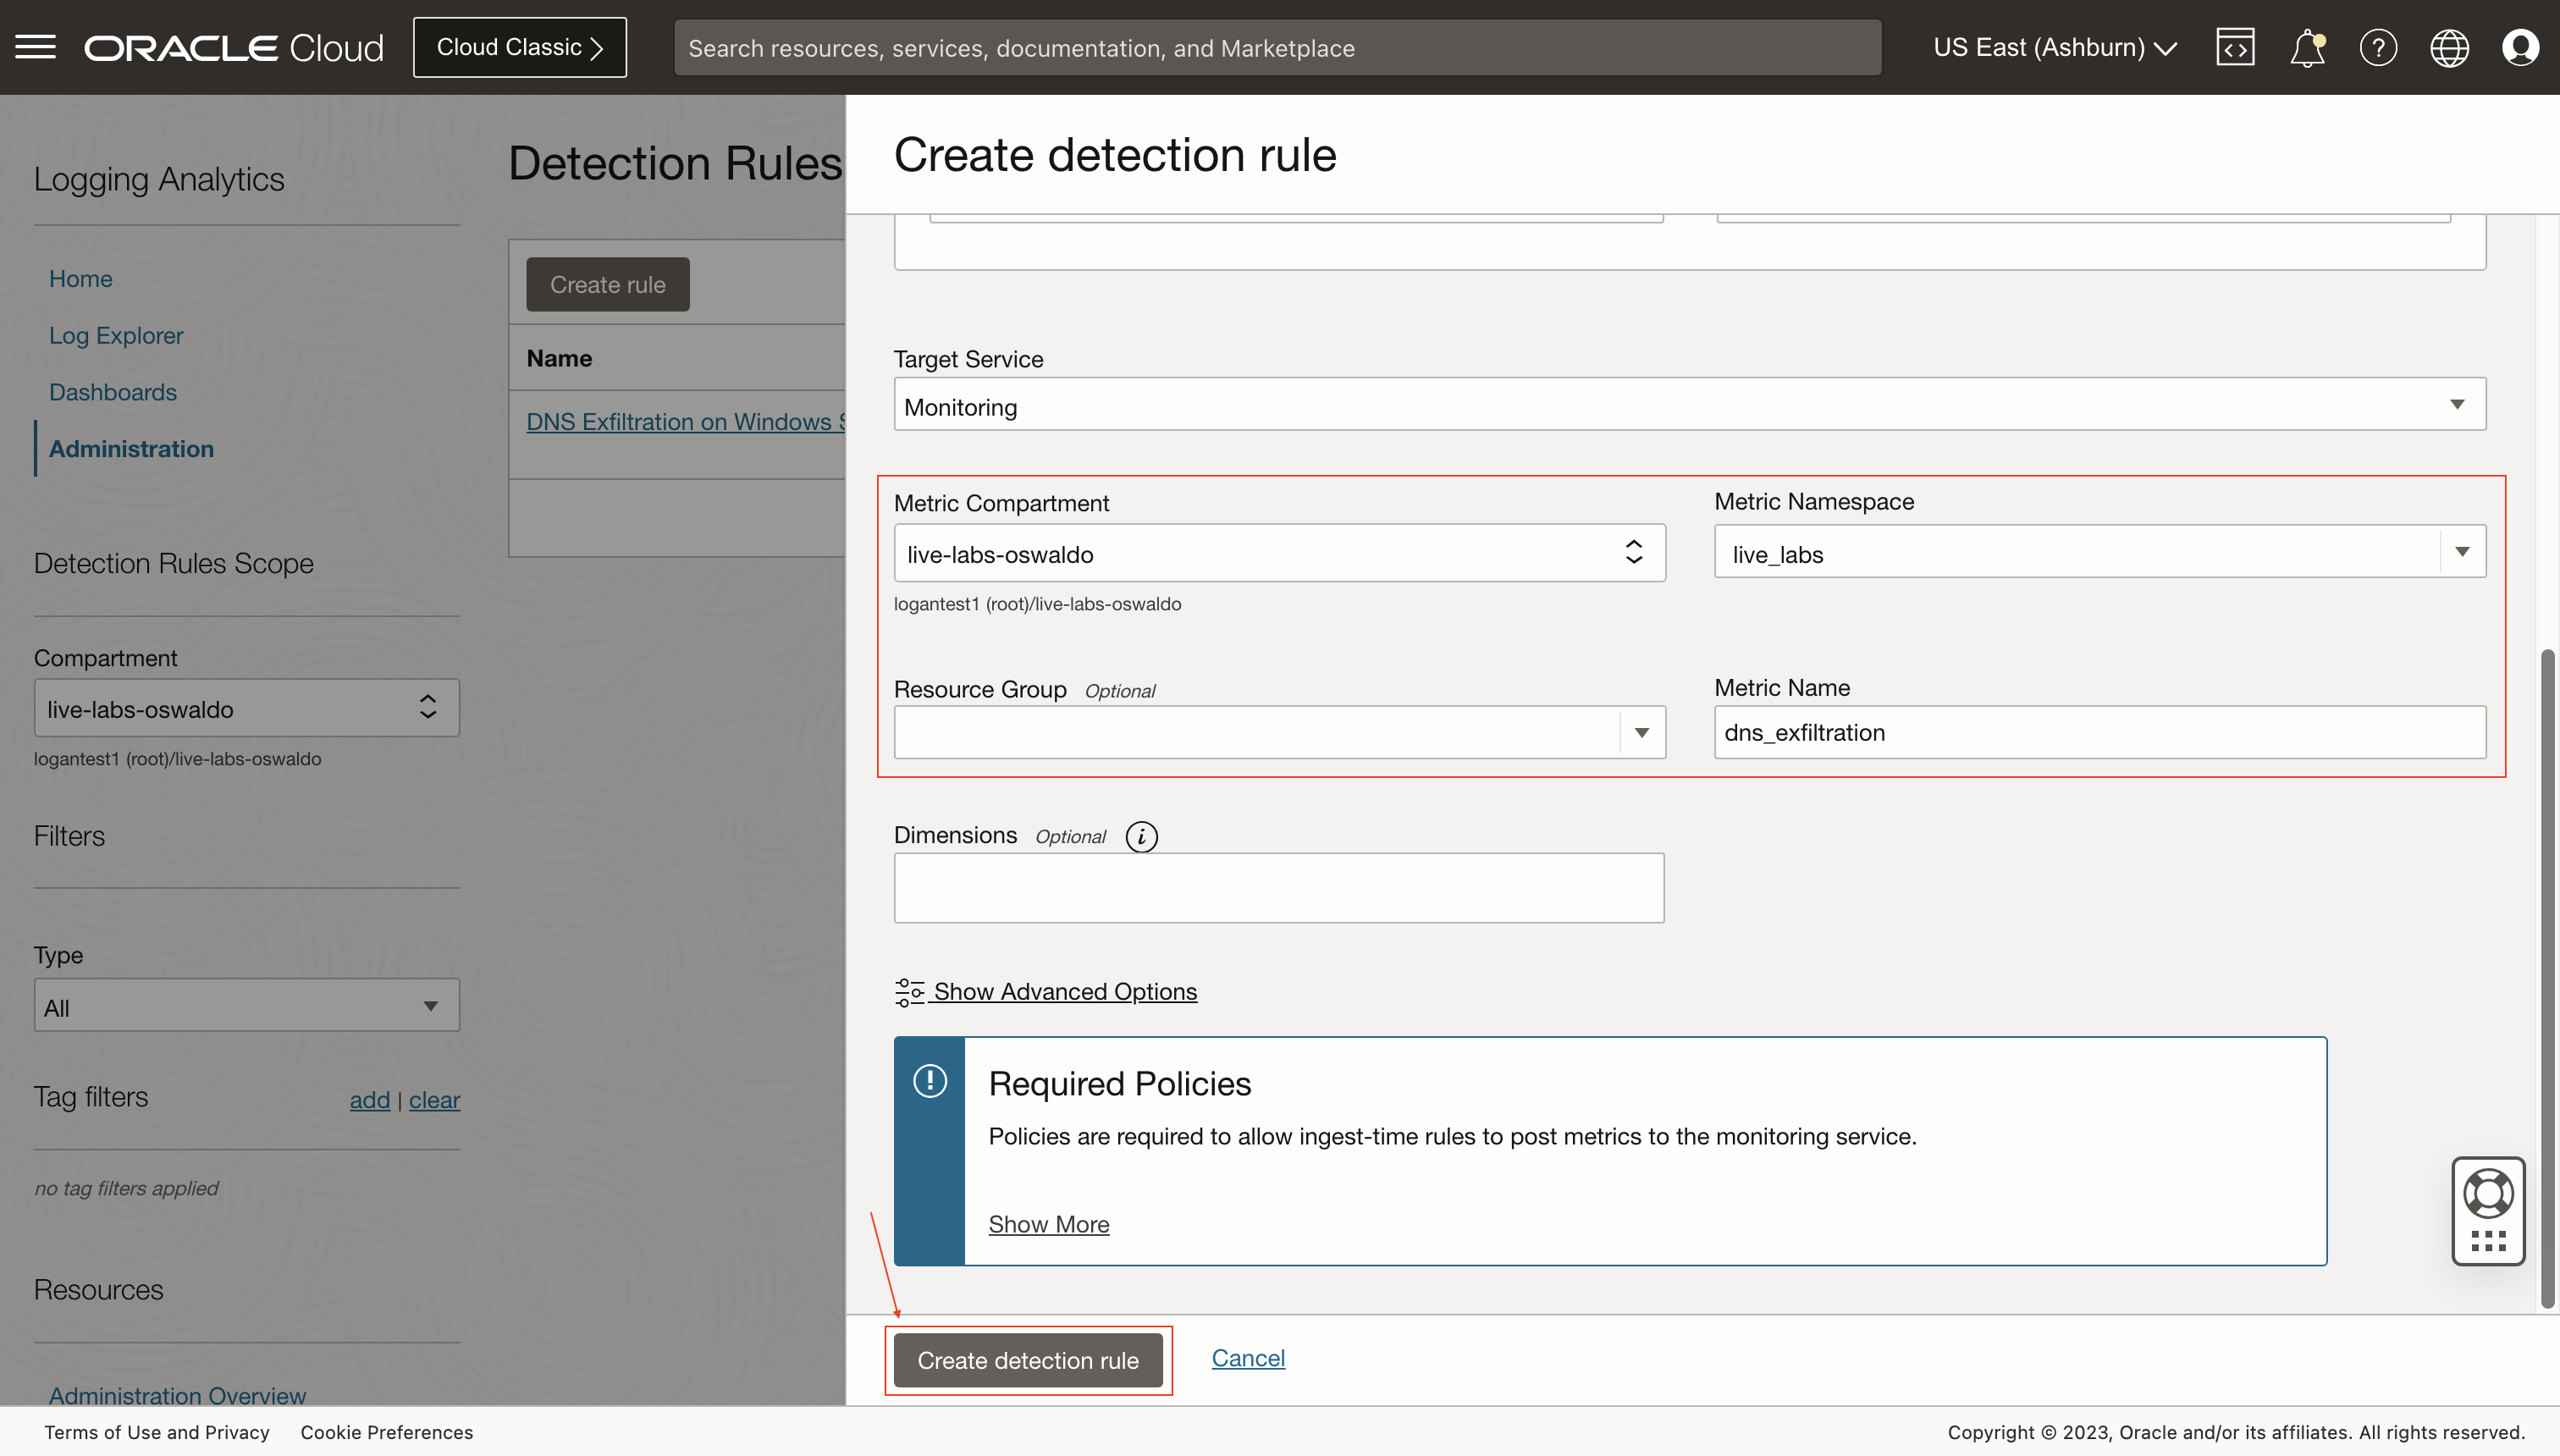 ORACLE Cloud
Cloud Classic
Search resources, services, documentation, and Marketplace
US East (Ashburn)
Logging Analytics
Home
Log Explorer
Dashboards
Administration
Detection Rules Scope
Compartment
live-labs-oswaldo
logantest1 (root)/live-labs-oswaldo
Filters
Type
All
Tag filters
add | clear
no tag filters applied
Resources
Administration Overview
Detection Rules
Create rule
Name
DNS Exfiltration on Windows
Create detection rule
Target Service
Monitoring
Metric Compartment
live-labs-oswaldo
logantest1 (root)/live-labs-oswaldo
Metric Namespace
live_labs
Resource Group Optional
Metric Name
dns_exfiltration
Dimensions Optional
Show Advanced Options
Required Policies
Policies are required to allow ingest-time rules to post metrics to the monitoring service.
Show More
Create detection rule
Cancel
Terms of Use and Privacy
Cookie Preferences
Copyright © 2023, Oracle and/or its affiliates. All rights reserved.